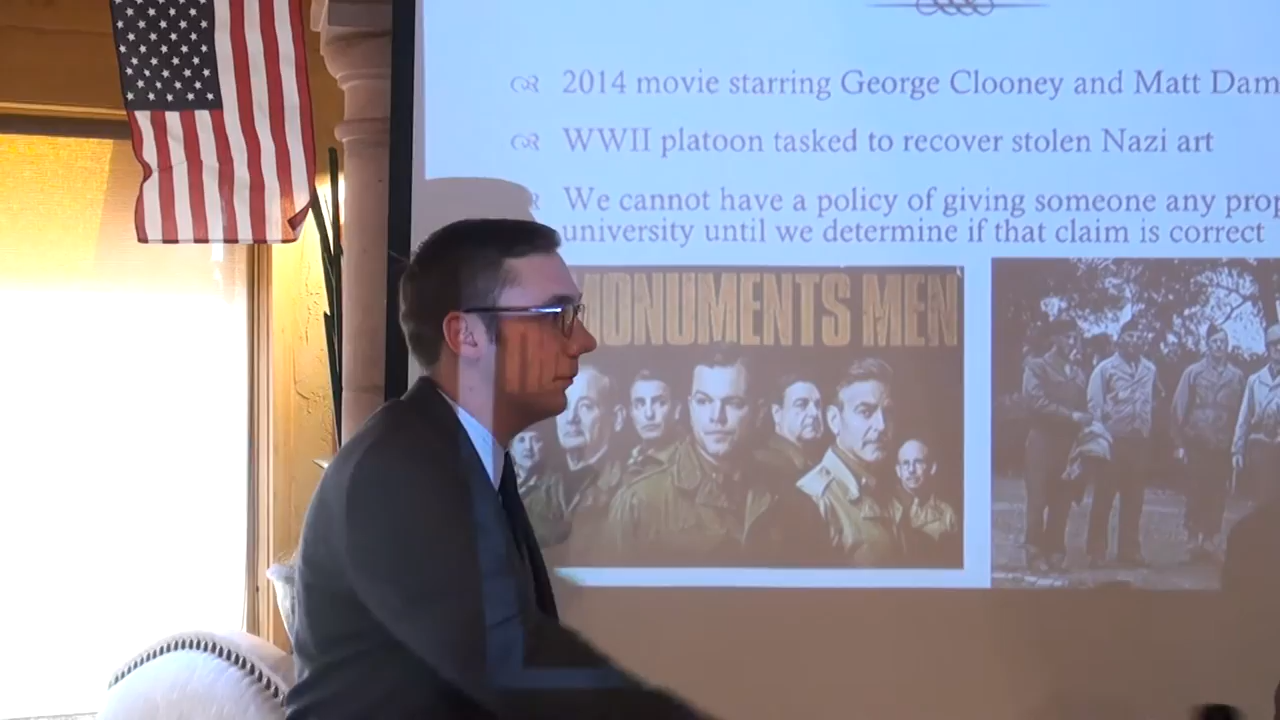 2014 movie starring George Clooney and Matt Dam
WWII platoon tasked to recover stolen Nazi art
We cannot have a policy of giving someone any prop
university until we determine if that claim is correct
MONUMENTS MEN